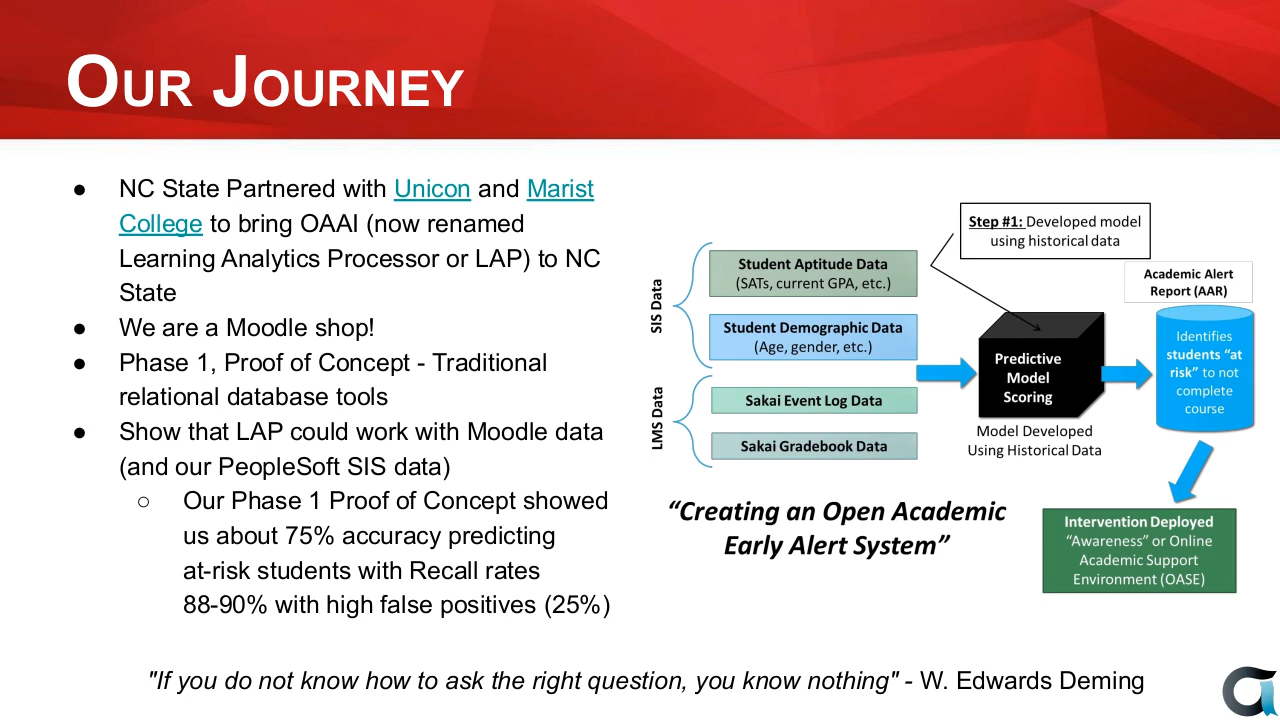 OUR JOURNEY
● NC State Partnered with Unicon and Marist
College to bring OAAI (now renamed
Learning Analytics Processor or LAP) to NC
State
● We are a Moodle shop!
● Phase 1, Proof of Concept - Traditional
relational database tools
● Show that LAP could work with Moodle data
(and our PeopleSoft SIS data)
○ Our Phase 1 Proof of Concept showed
us about 75% accuracy predicting
at-risk students with Recall rates
88-90% with high false positives (25%)
Step #1: Developed model
using historical data
SIS Data
Student Aptitude Data
(SATs, current GPA, etc.)
Student Demographic Data
(Age, gender, etc.)
LMS Data
Sakai Event Log Data
Sakai Gradebook Data
Predictive
Model
Scoring
Model Developed
Using Historical Data
Academic Alert
Report (AAR)
Identifies
students “at
risk” to not
complete
course
Intervention Deployed
“Awareness” or Online
Academic Support
Environment (OASE)
“Creating an Open Academic
Early Alert System”
"If you do not know how to ask the right question, you know nothing" - W. Edwards Deming